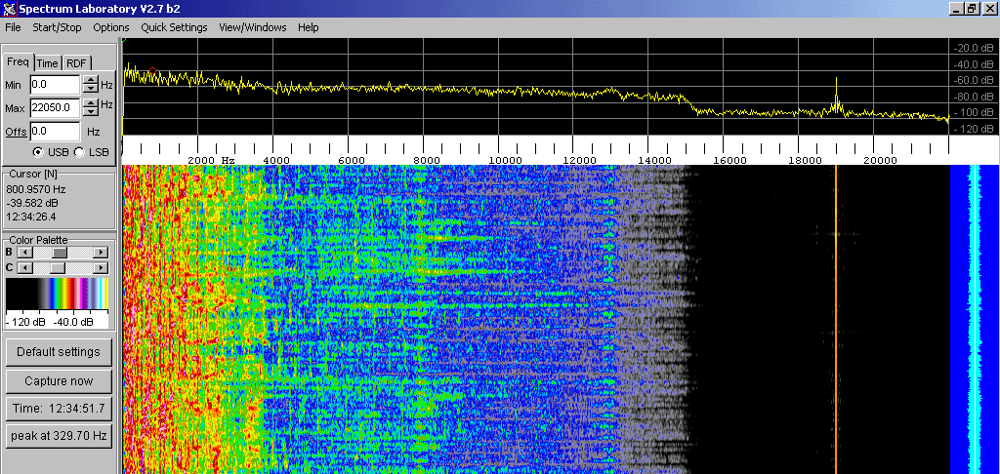 Spectrum Laboratory V2.7 b2
File Start/Stop Options Quick Settings View/Windows Help
Freq Time RDF
Min 0.0 Hz
Max 22050.0 Hz
Offs 0.0 Hz
USB LSB
Cursor [N]
800.9570 Hz
-39.582 dB
12:34:26.4
Color Palette
B
C
- 120 dB -40.0 dB
Default settings
Capture now
Time: 12:34:51.7
peak at 329.70 Hz
-20.0 dB
-40.0 dB
-60.0 dB
-80.0 dB
- 100 dB
- 120 dB
2000 Hz 4000 6000 8000 10000 12000 14000 16000 18000 20000